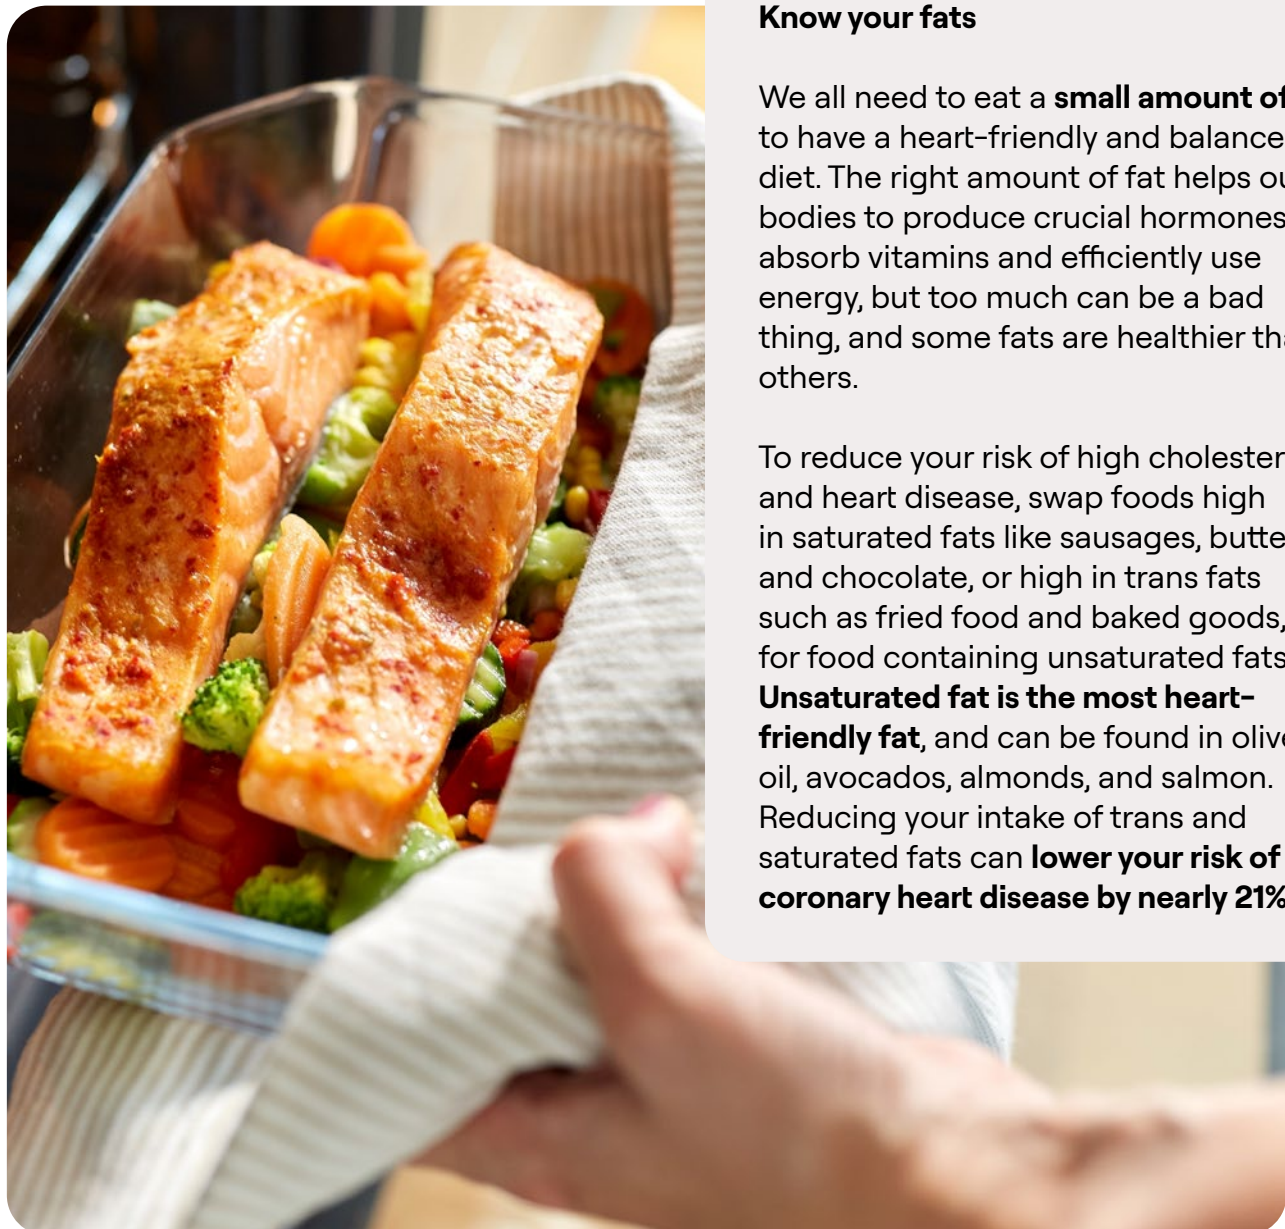 Know your fats
We all need to eat a small amount of
to have a heart-friendly and balance
diet. The right amount of fat helps ou
bodies to produce crucial hormones
absorb vitamins and efficiently use
energy, but too much can be a bad
thing, and some fats are healthier tha
others.
To reduce your risk of high cholester
and heart disease, swap foods high
in saturated fats like sausages, butte
and chocolate, or high in trans fats
such as fried food and baked goods,
for food containing unsaturated fats
Unsaturated fat is the most heart-
friendly fat, and can be found in olive
oil, avocados, almonds, and salmon.
Reducing your intake of trans and
saturated fats can lower your risk of
coronary heart disease by nearly 21%